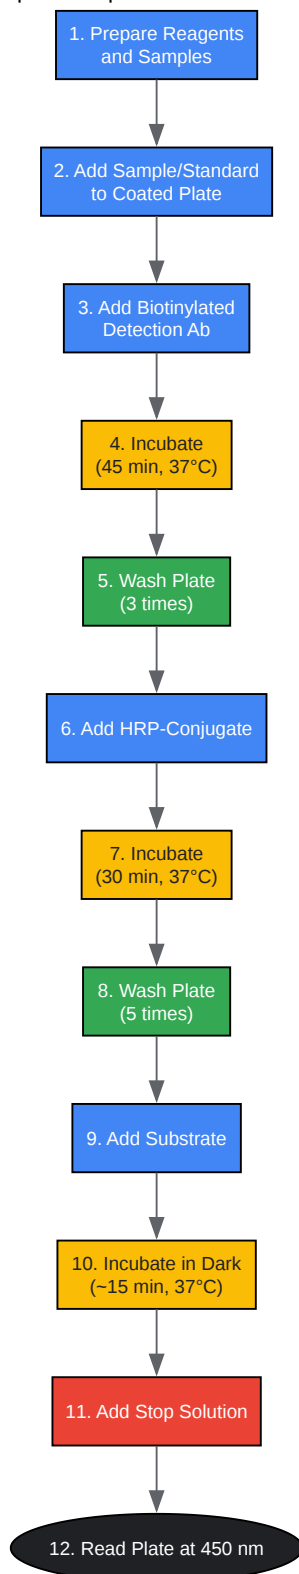 1. Prepare Reagents
and Samples
2. Add Sample/Standard
to Coated Plate
3. Add Biotinylated
Detection Ab
4. Incubate
(45 min, 37°C)
5. Wash Plate
(3 times)
6. Add HRP-Conjugate
7. Incubate
(30 min, 37°C)
8. Wash Plate
(5 times)
9. Add Substrate
10. Incubate in Dark
(~15 min, 37°C)
11. Add Stop Solution
12. Read Plate at 450 nm